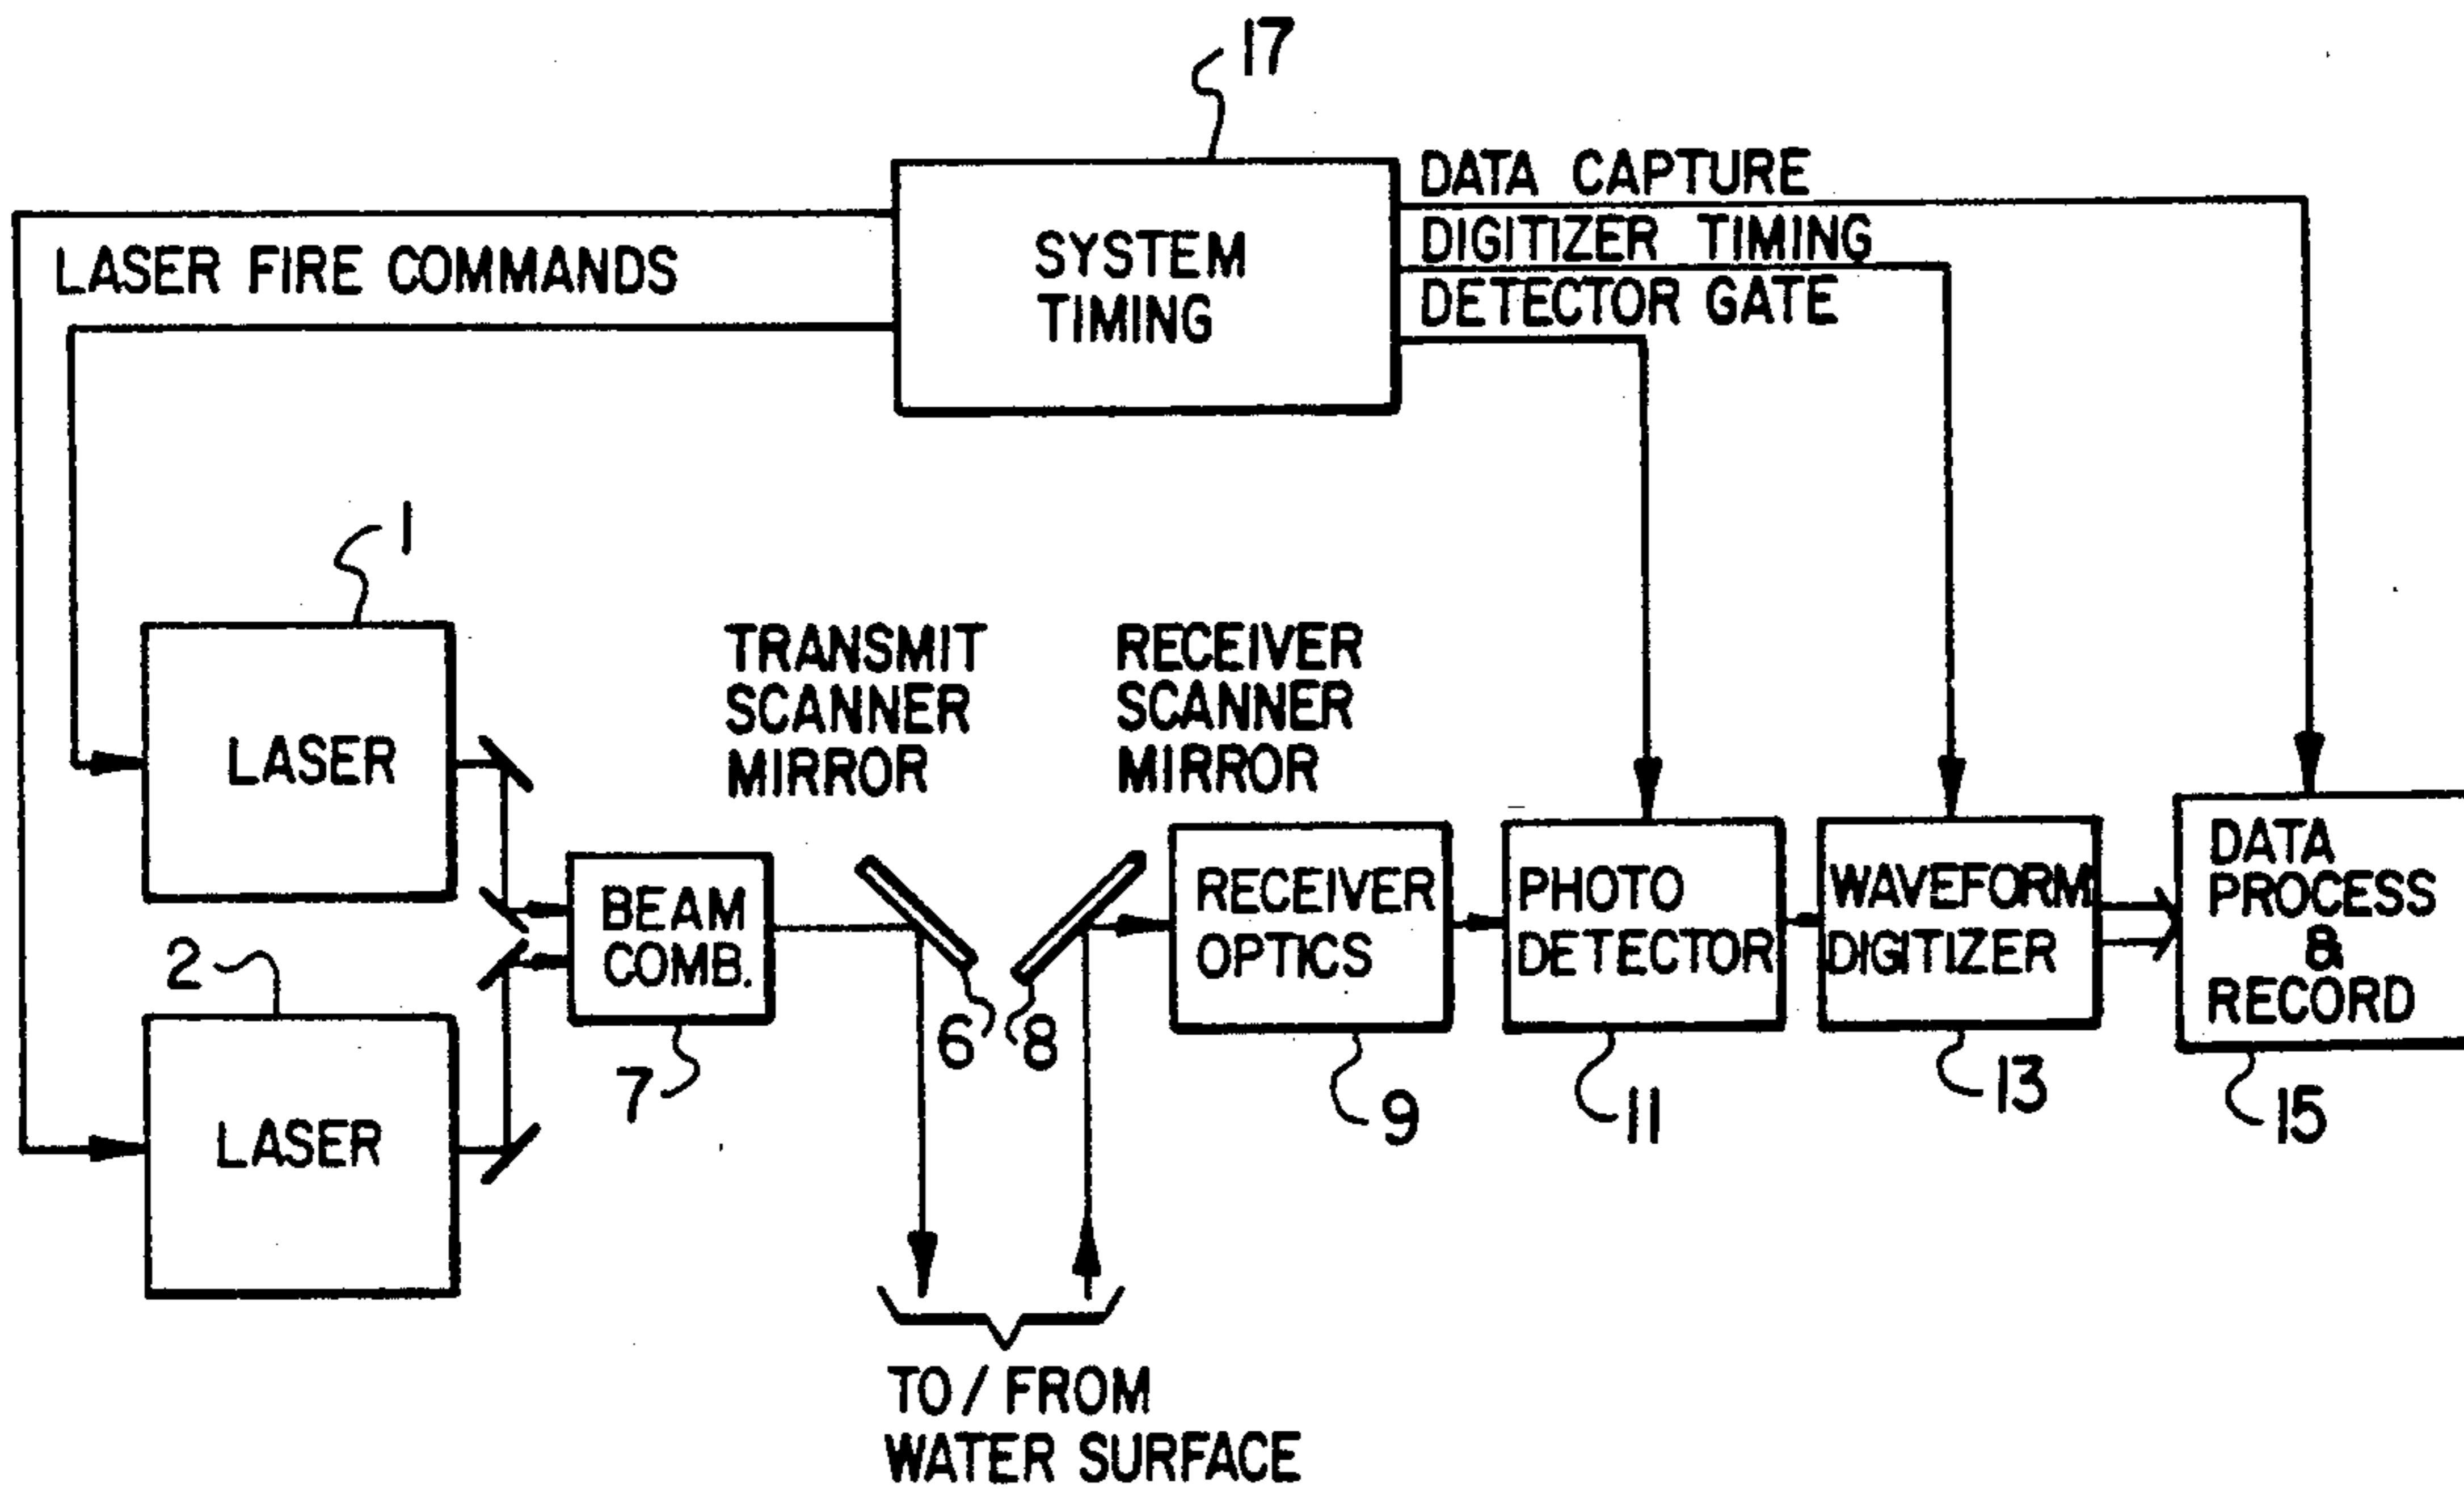 17
DATA CAPTURE
DIGITIZER TIMING
DETECTOR GATE
LASER FIRE COMMANDS
SYSTEM
TIMING
1
TRANSMIT
SCANNER
MIRROR
RECEIVER
SCANNER
MIRROR
LASER
BEAM
COMB.
RECEIVER
OPTICS
PHOTO
DETECTOR
WAVEFORM
DIGITIZER
DATA
PROCESS
&
RECORD
2
6
8
7
9
11
13
15
LASER
TO/FROM
WATER SURFACE